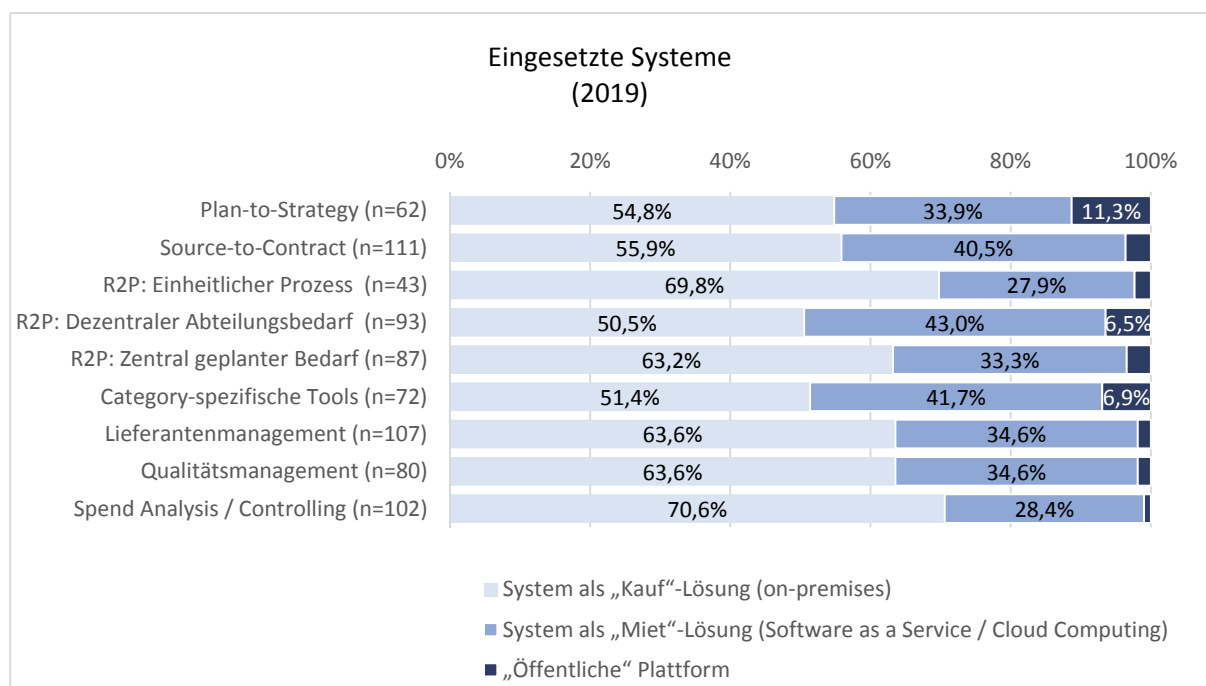 Eingesetzte Systeme
(2019)
0% 20% 40% 60% 80% 100%
Plan-to-Strategy (n=62) 54,8% 33,9% 11,3%
Source-to-Contract (n=111) 55,9% 40,5%
R2P: Einheitlicher Prozess (n=43) 69,8% 27,9%
R2P: Dezentraler Abteilungsbedarf (n=93) 50,5% 43,0% 6,5%
R2P: Zentral geplanter Bedarf (n=87) 63,2% 33,3%
Category-spezifische Tools (n=72) 51,4% 41,7% 6,9%
Lieferantenmanagement (n=107) 63,6% 34,6%
Qualitätsmanagement (n=80) 63,6% 34,6%
Spend Analysis / Controlling (n=102) 70,6% 28,4%
System als „Kauf“-Lösung (on-premises)
System als „Miet“-Lösung (Software as a Service / Cloud Computing)
„Öffentliche“ Plattform